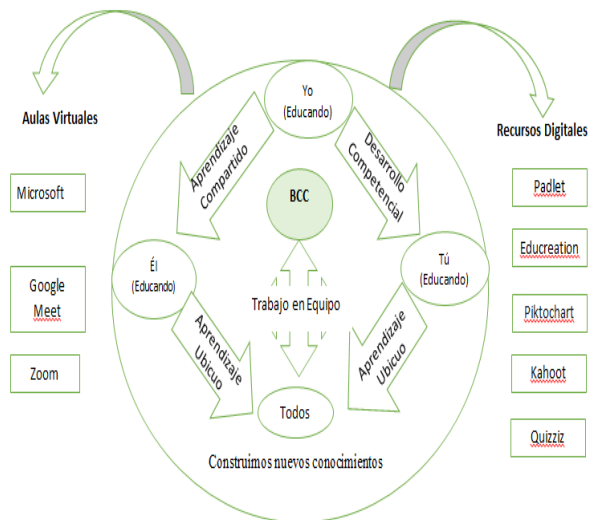 Yo
(Educando)
Aulas Virtuales
Recursos Digitales
Aprendizaje
Compartido
Desarrollo
Competencial
Microsoft
Padlet
BCC
Educreation
Él
(Educando)
Tú
(Educando)
Google
Meet
Trabajo en Equipo
Piktochart
Aprendizaje
Ubicuo
Aprendizaje
Ubicuo
Zoom
Kahoot
Todos
Quizziz
Construimos nuevos conocimientos